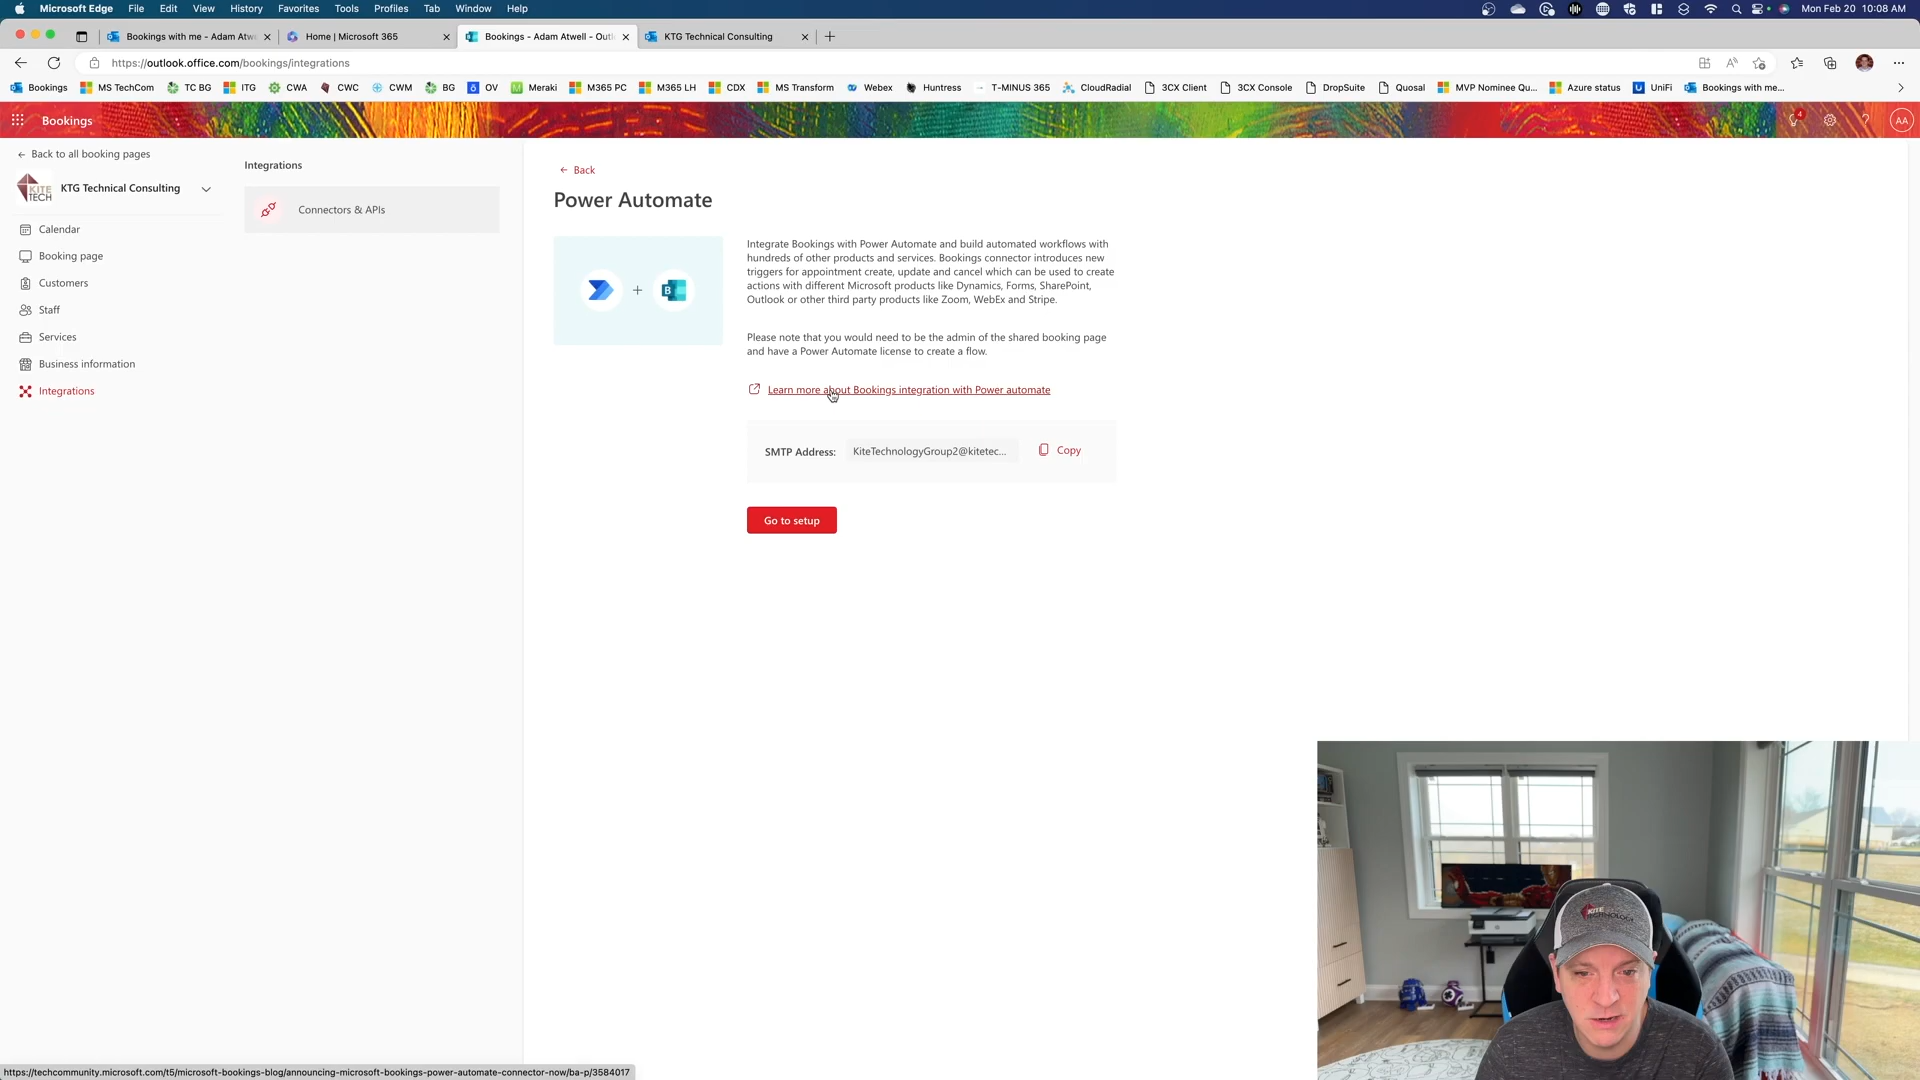 Microsoft Edge File Edit View History Favorites Tools Profiles Tab Window Help Mon Feb 20 10:08 AM
Bookings with me - Adam Atw Home | Microsoft 365 Bookings - Adam Atwell - Outl KTG Technical Consulting
https://outlook.office.com/bookings/integrations
Bookings MS TechCom TC BG ITG CWA CWC CWM BG OV Meraki M365 PC M365 LH CDX MS Transform Webex Huntress T-MINUS 365 CloudRadial 3CX Client 3CX Console DropSuite Quosal MVP Nominee Qu... Azure status UniFi Bookings with me...
Bookings 4 AA
Back to all booking pages
KITE TECH KTG Technical Consulting
Calendar
Booking page
Customers
Staff
Services
Business information
Integrations
Integrations
Connectors & APIs
Back
Power Automate
Integrate Bookings with Power Automate and build automated workflows with
hundreds of other products and services. Bookings connector introduces new
triggers for appointment create, update and cancel which can be used to create
actions with different Microsoft products like Dynamics, Forms, SharePoint,
Outlook or other third party products like Zoom, WebEx and Stripe.
Please note that you would need to be the admin of the shared booking page
and have a Power Automate license to create a flow.
Learn more about Bookings integration with Power automate
SMTP Address: KiteTechnologyGroup2@kitetec... Copy
Go to setup
KITE
TECHNOLOGY
https://techcommunity.microsoft.com/t5/microsoft-bookings-blog/announcing-microsoft-bookings-power-automate-connector-now/ba-p/3584017